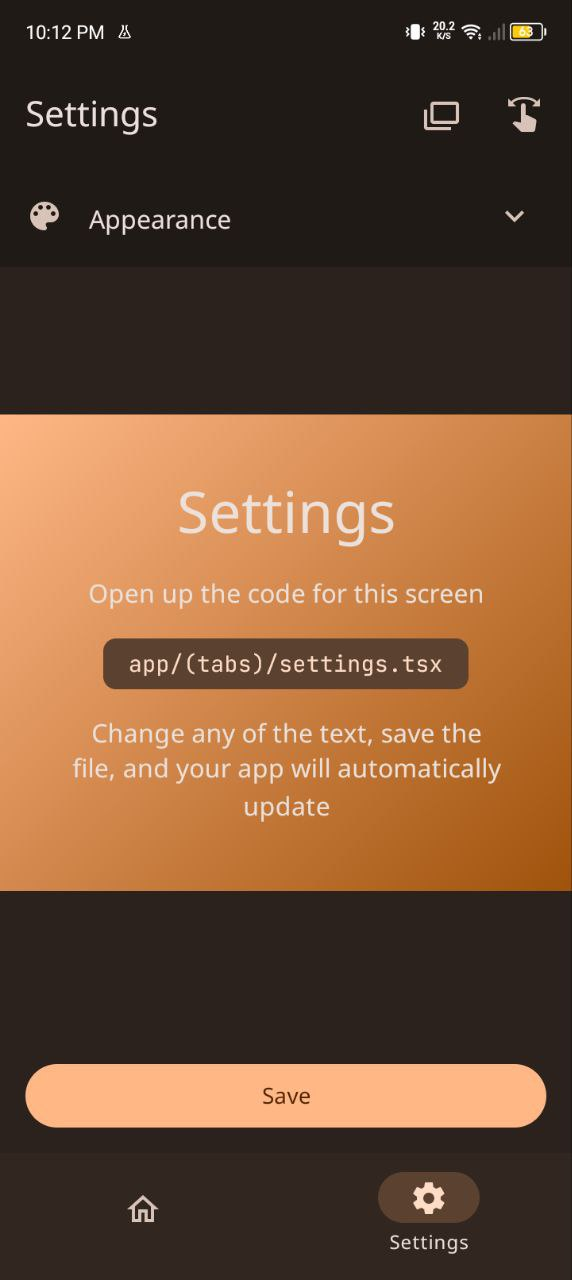 10:12 PM
20.2
K/S
63
Settings
Appearance
Settings
Open up the code for this screen
app/(tabs)/settings.tsx
Change any of the text, save the
file, and your app will automatically
update
Save
Settings